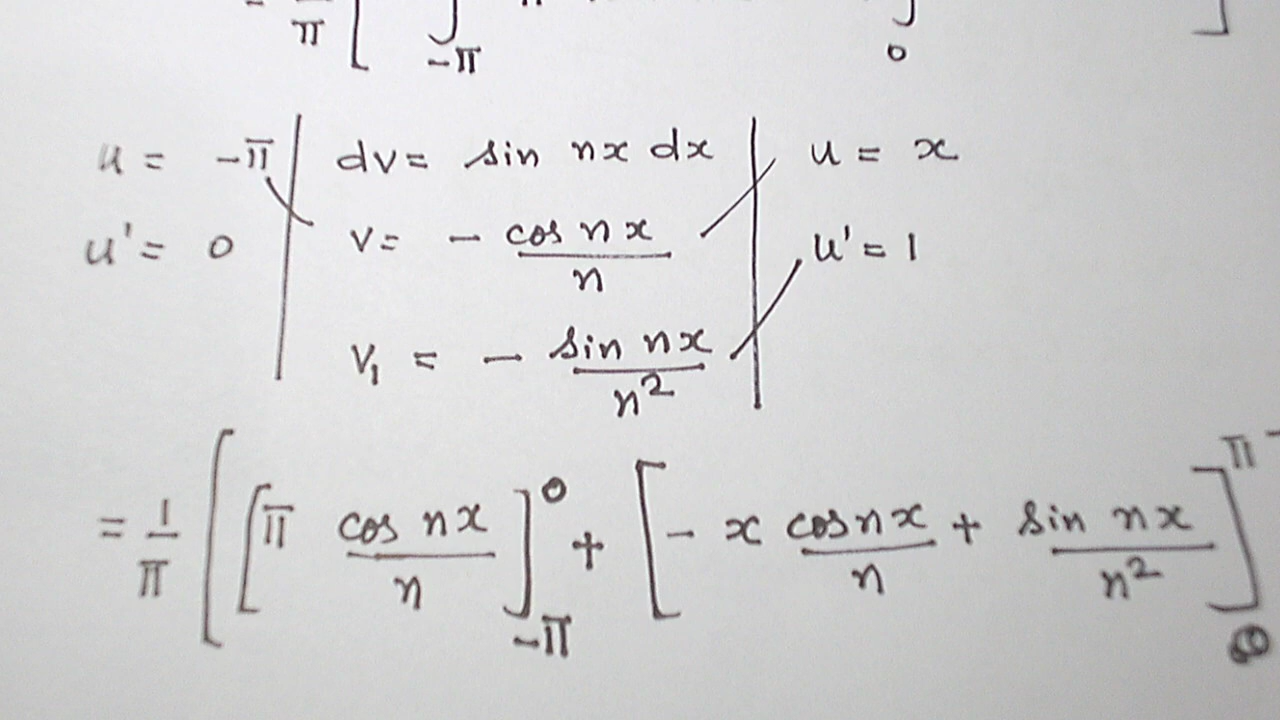 π [ ∫ -π 0 ]
u = -π | dv = sin nx dx | u = x
u' = 0 | v = - cos nx / n | u' = 1
v₁ = - sin nx / n²
= 1/π [ [ π cos nx / n ]₋π⁰ + [ - x cos nx / n + sin nx / n² ]₀^π